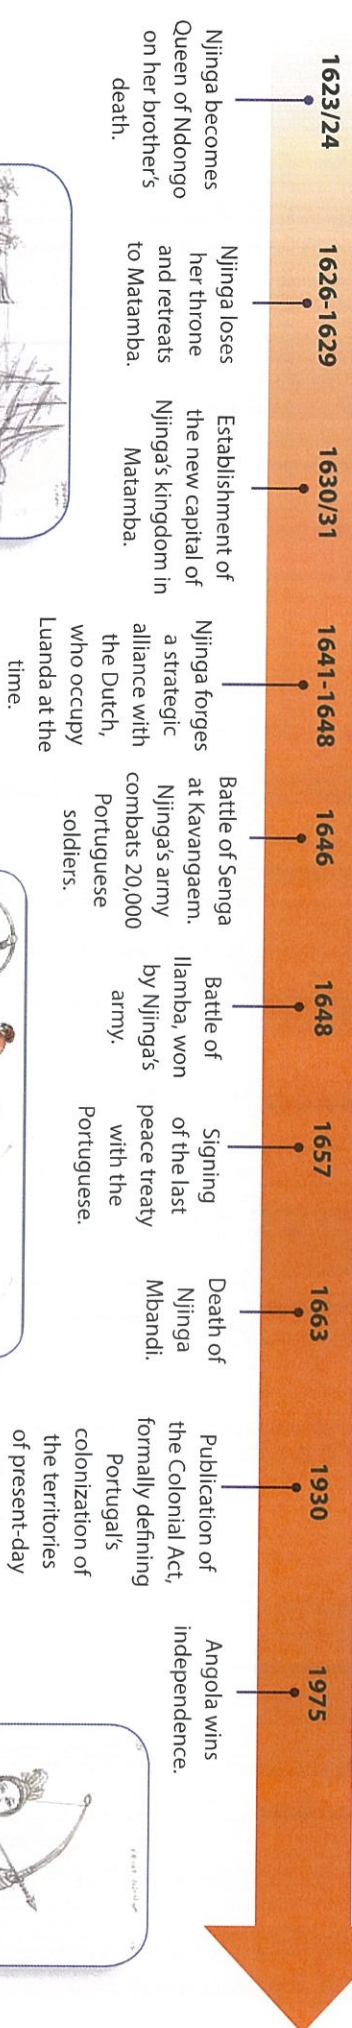 1623/24
Njinga becomes
Queen of Ndongo
on her brother's
death.
1626-1629
Njinga loses
her throne
and retreats
to Matamba.
1630/31
Establishment of
the new capital of
Njinga's kingdom in
Matamba.
1641-1648
Njinga forges
a strategic
alliance with
the Dutch,
who occupy
Luanda at the
time.
1646
Battle of Senga
at Kavangaem.
Njinga's army
combats 20,000
Portuguese
soldiers.
1648
Battle of
Ilamba, won
by Njinga's
army.
1657
Signing
of the last
peace treaty
with the
Portuguese.
1663
Death of
Njinga
Mbandi.
1930
Publication of
the Colonial Act,
formally defining
Portugal's
colonization of
the territories
of present-day
1975
Angola wins
independence.